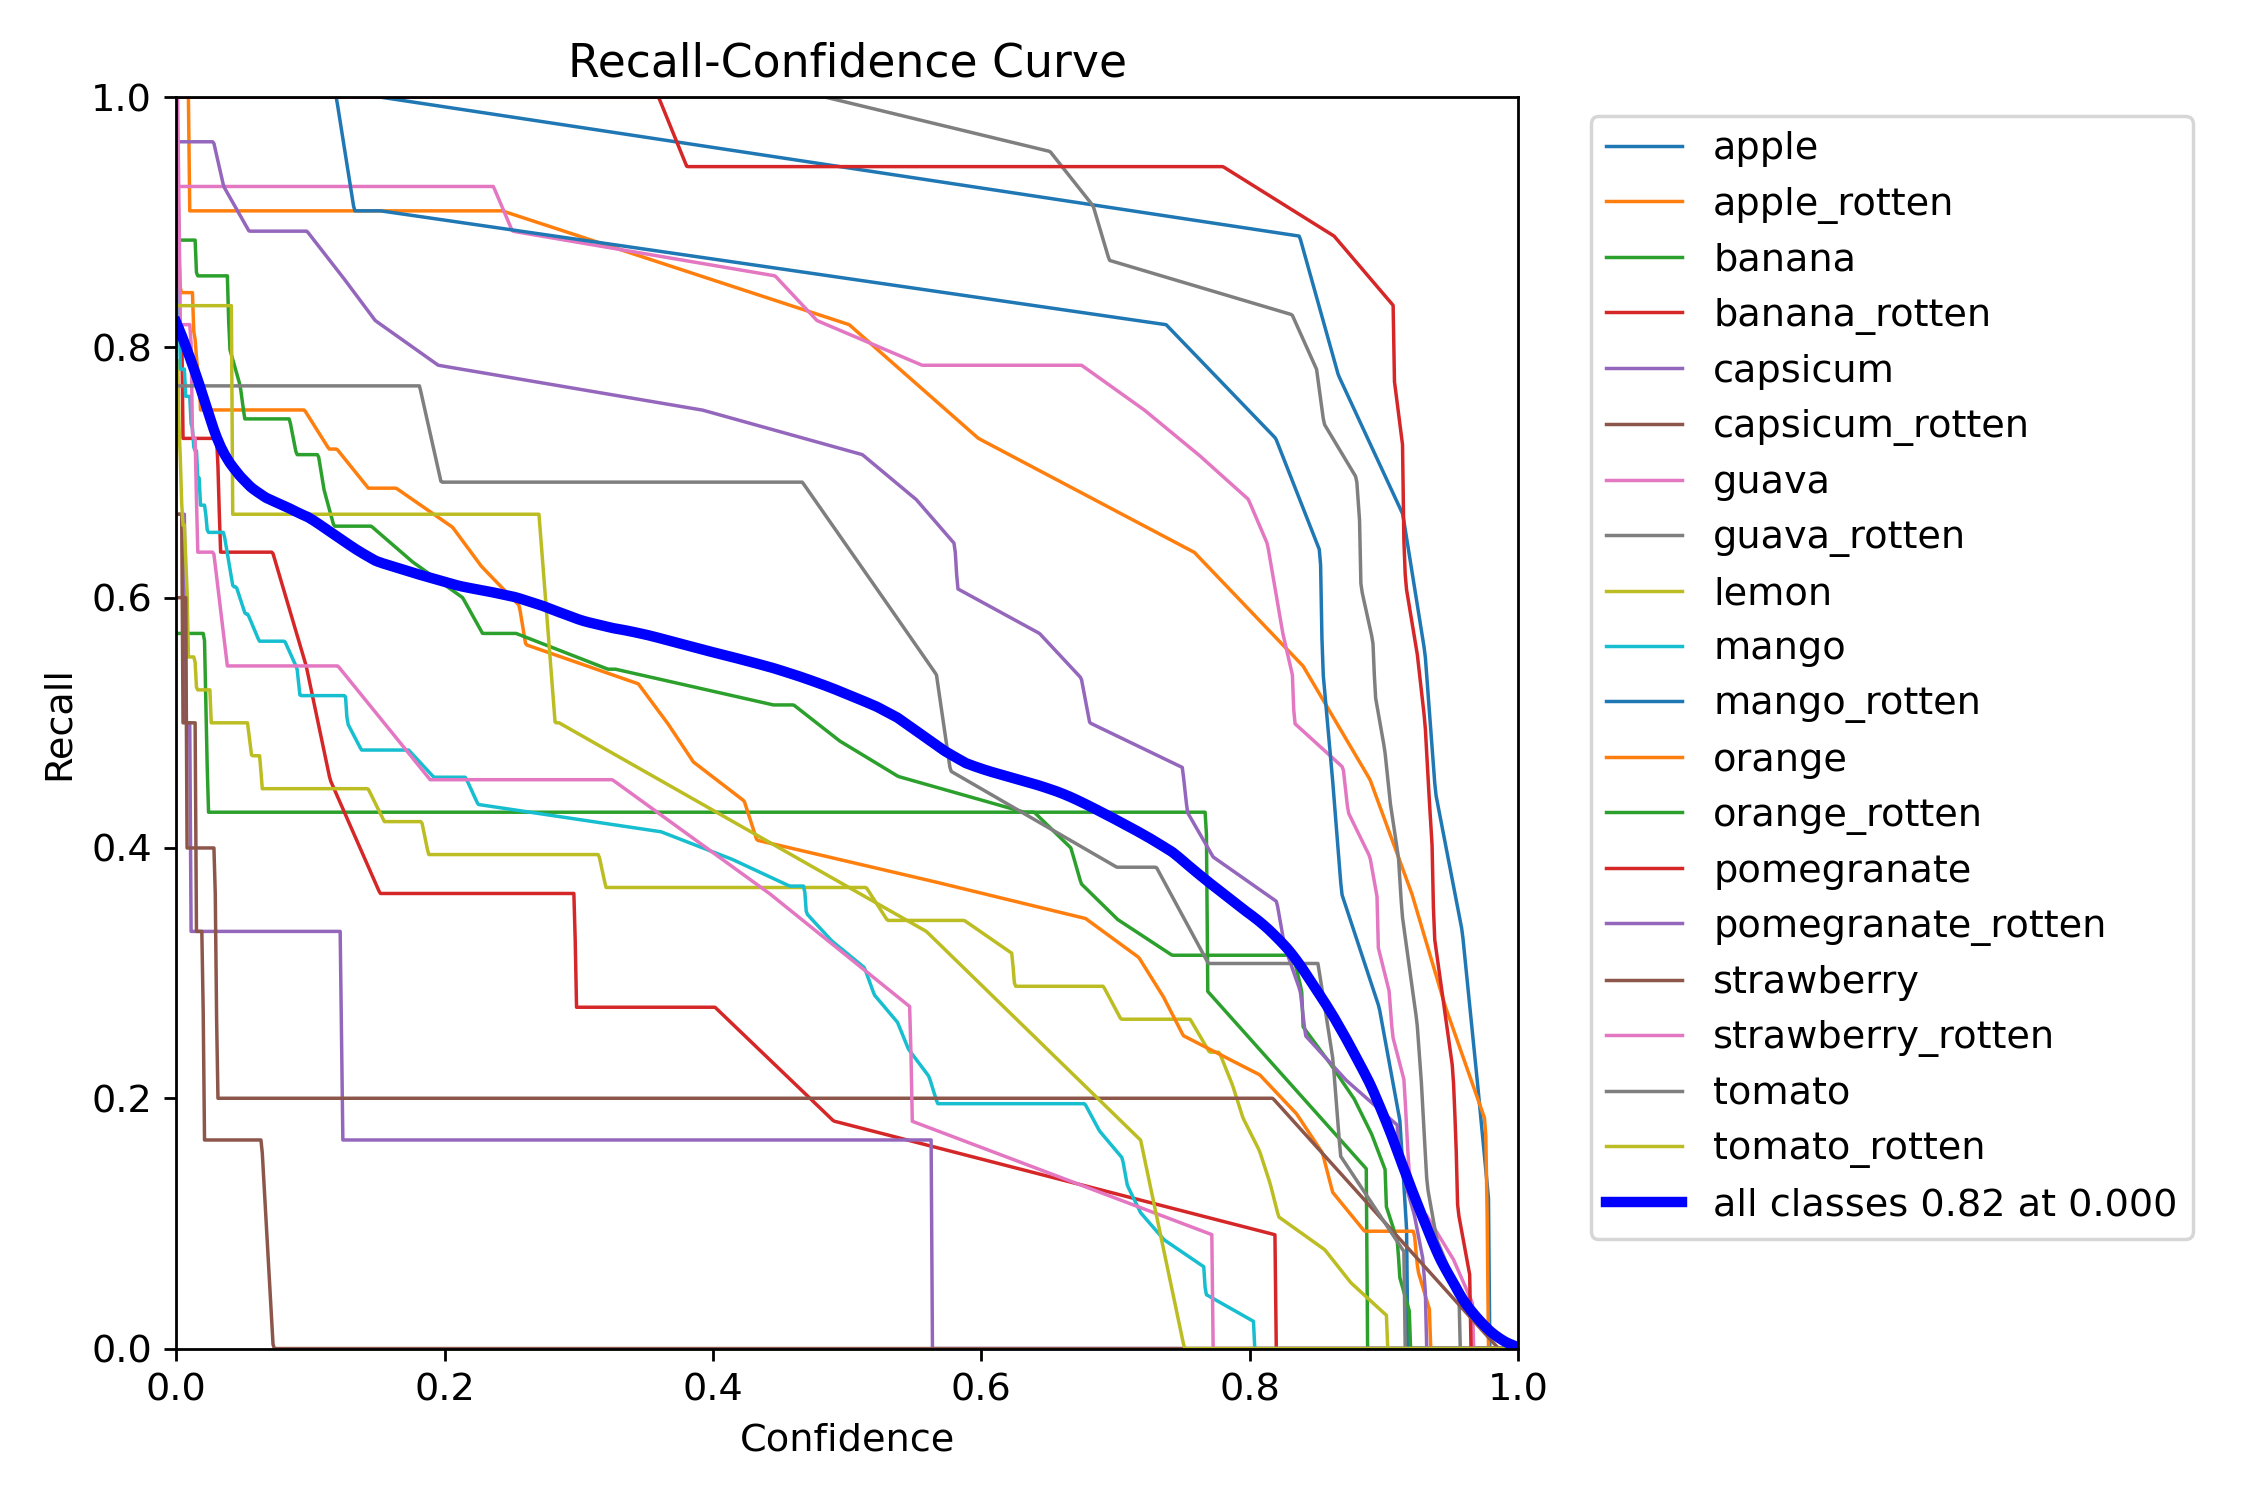 Recall-Confidence Curve
1.0
0.8
0.6
0.4
0.2
0.0
Recall
0.0 0.2 0.4 0.6 0.8 1.0
Confidence
apple
apple_rotten
banana
banana_rotten
capsicum
capsicum_rotten
guava
guava_rotten
lemon
mango
mango_rotten
orange
orange_rotten
pomegranate
pomegranate_rotten
strawberry
strawberry_rotten
tomato
tomato_rotten
all classes 0.82 at 0.000